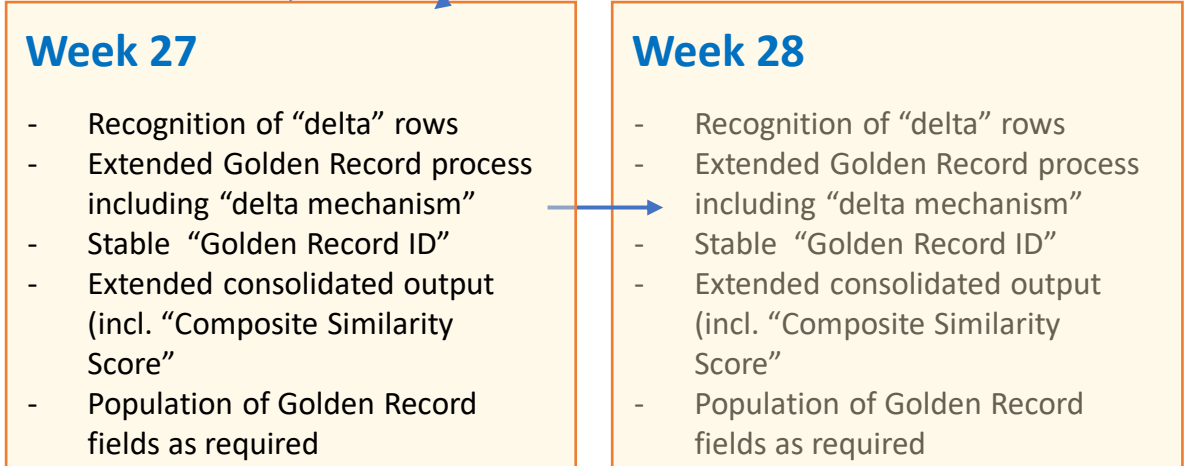 Week 27
- Recognition of “delta” rows
- Extended Golden Record process
including “delta mechanism”
- Stable “Golden Record ID”
- Extended consolidated output
(incl. “Composite Similarity
Score”
- Population of Golden Record
fields as required
Week 28
- Recognition of “delta” rows
- Extended Golden Record process
including “delta mechanism”
- Stable “Golden Record ID”
- Extended consolidated output
(incl. “Composite Similarity
Score”
- Population of Golden Record
fields as required